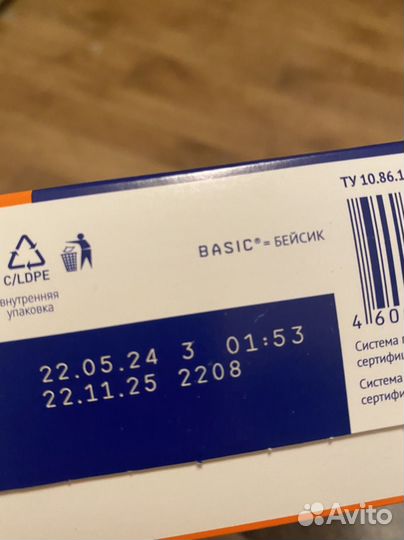 ТУ 10.86.1
C/LDPE
внутренняя
упаковка
BASIC® = БЕЙСИК
4 60
22.05.24 3 01:53
22.11.25 2208
Система
сертифиц
Система
сертифи
Avito